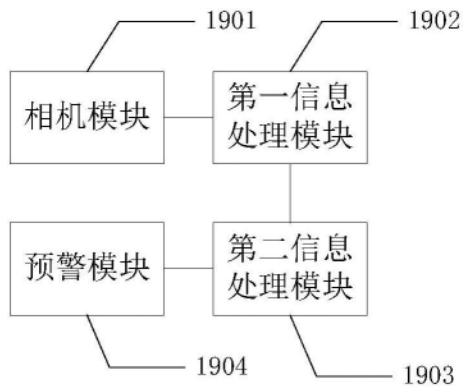 1901
1902
相机模块
第一信息
处理模块
预警模块
第二信息
处理模块
1904
1903